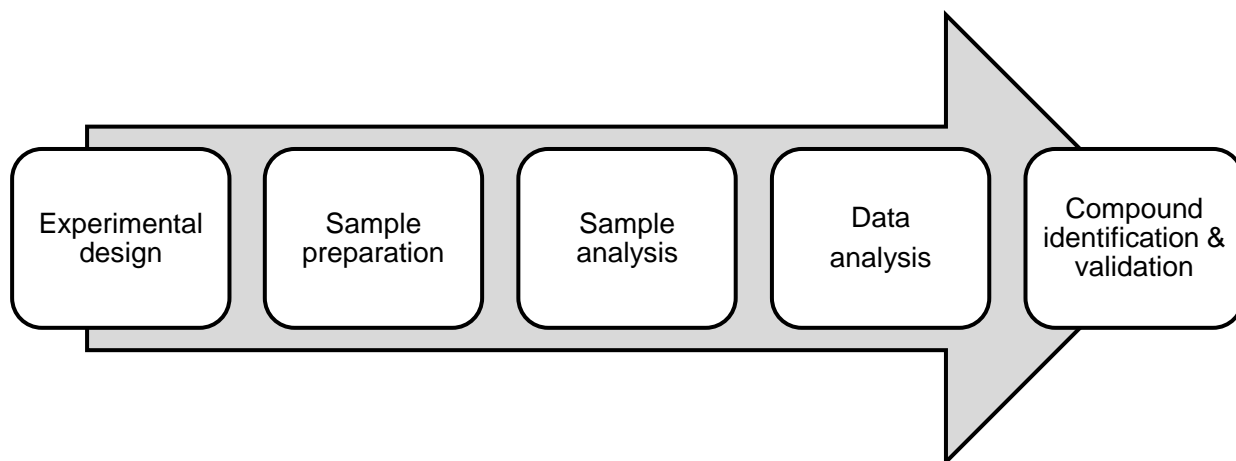 Experimental
design
Sample
preparation
Sample
analysis
Data
analysis
Compound
identification &
validation